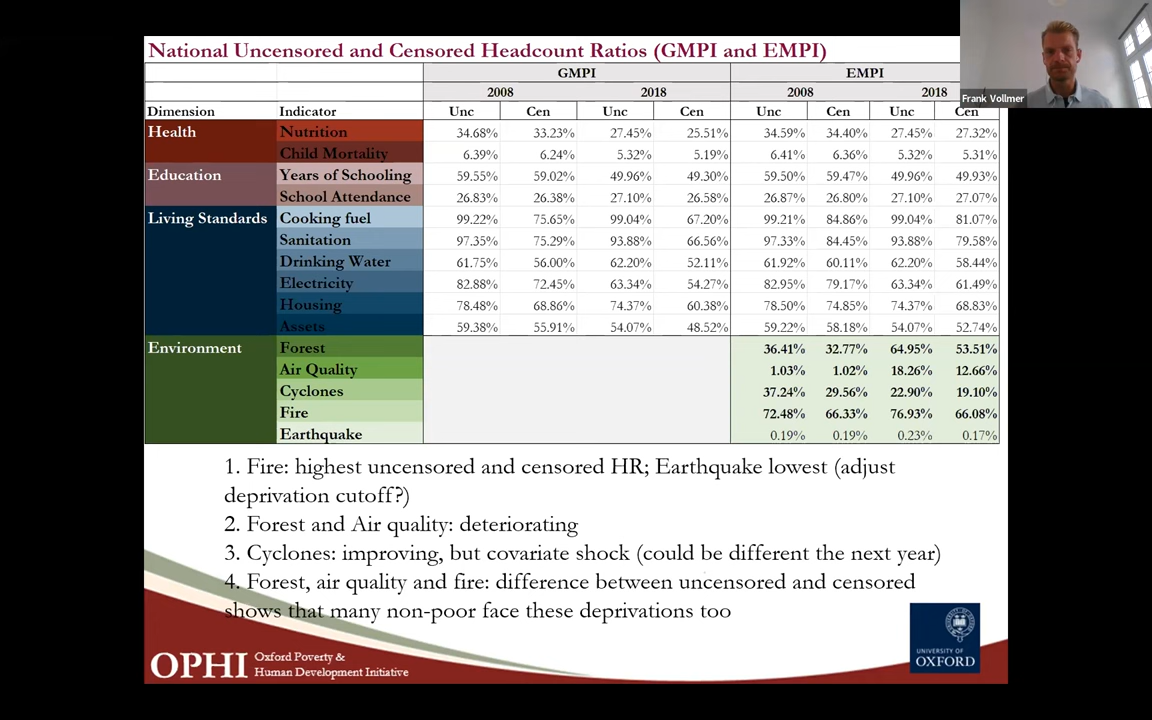 National Uncensored and Censored Headcount Ratios (GMPI and EMPI)
GMPI EMPI
2008 2018 2008 2018
Dimension Indicator Unc Cen Unc Cen Unc Cen Unc Cen
Health Nutrition 34.68% 33.23% 27.45% 25.51% 34.59% 34.40% 27.45% 27.32%
Child Mortality 6.39% 6.24% 5.32% 5.19% 6.41% 6.36% 5.32% 5.31%
Education Years of Schooling 59.55% 59.02% 49.96% 49.30% 59.50% 59.47% 49.96% 49.93%
School Attendance 26.83% 26.38% 27.10% 26.58% 26.87% 26.80% 27.10% 27.07%
Living Standards Cooking fuel 99.22% 75.65% 99.04% 67.20% 99.21% 84.86% 99.04% 81.07%
Sanitation 97.35% 75.29% 93.88% 66.56% 97.33% 84.45% 93.88% 79.58%
Drinking Water 61.75% 56.00% 62.20% 52.11% 61.92% 60.11% 62.20% 58.44%
Electricity 82.88% 72.45% 63.34% 54.27% 82.95% 79.17% 63.34% 61.49%
Housing 78.48% 68.86% 74.37% 60.38% 78.50% 74.85% 74.37% 68.83%
Assets 59.38% 55.91% 54.07% 48.52% 59.22% 58.18% 54.07% 52.74%
Environment Forest 36.41% 32.77% 64.95% 53.51%
Air Quality 1.03% 1.02% 18.26% 12.66%
Cyclones 37.24% 29.56% 22.90% 19.10%
Fire 72.48% 66.33% 76.93% 66.08%
Earthquake 0.19% 0.19% 0.23% 0.17%
1. Fire: highest uncensored and censored HR; Earthquake lowest (adjust
deprivation cutoff?)
2. Forest and Air quality: deteriorating
3. Cyclones: improving, but covariate shock (could be different the next year)
4. Forest, air quality and fire: difference between uncensored and censored
shows that many non-poor face these deprivations too
OPHI Oxford Poverty &
Human Development Initiative
UNIVERSITY OF
OXFORD
Frank Vollmer